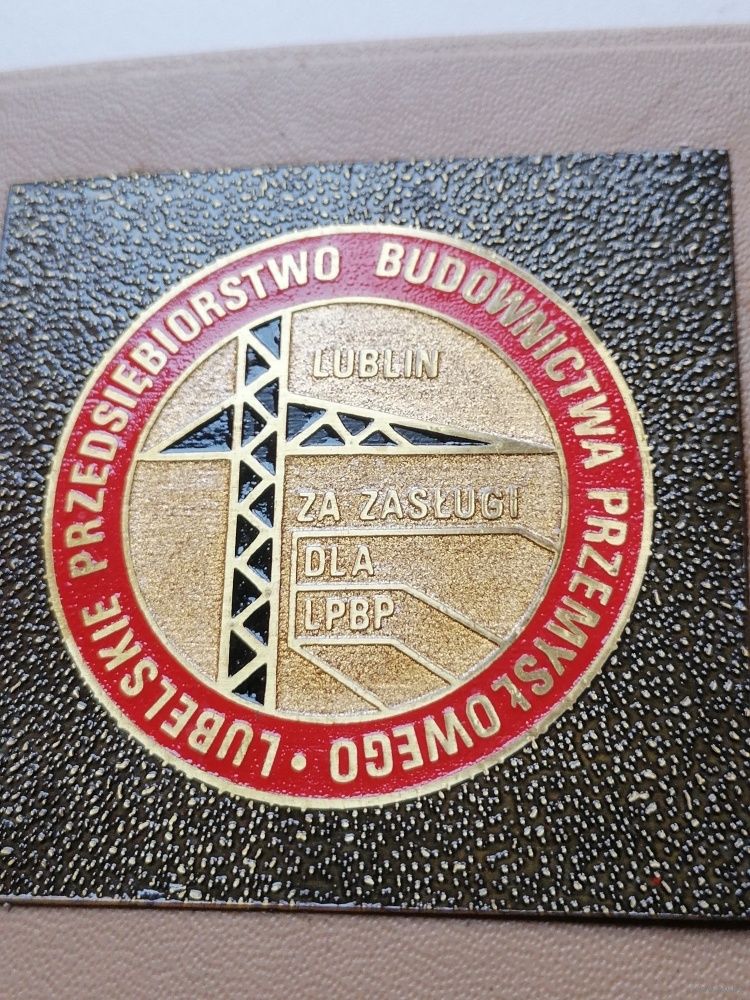 LUBELSKIE PRZEDSIĘBIORSTWO BUDOWNICTWA PRZEMYSŁOWEGO •
LUBLIN
ZA ZASŁUGI
DLA
LPBP